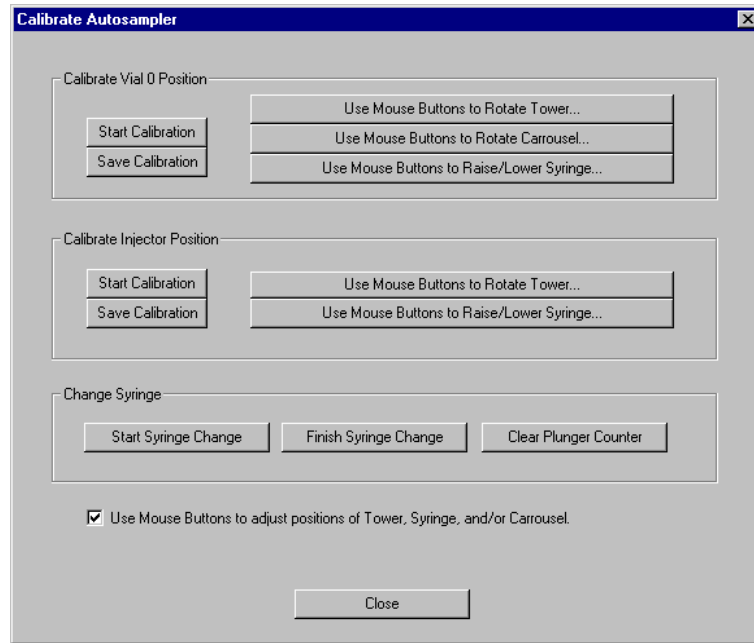 Calibrate Autosampler
Calibrate Vial 0 Position
Use Mouse Buttons to Rotate Tower...
Start Calibration
Use Mouse Buttons to Rotate Carrousel...
Save Calibration
Use Mouse Buttons to Raise/Lower Syringe...
Calibrate Injector Position
Start Calibration
Use Mouse Buttons to Rotate Tower...
Save Calibration
Use Mouse Buttons to Raise/Lower Syringe...
Change Syringe
Start Syringe Change
Finish Syringe Change
Clear Plunger Counter
Use Mouse Buttons to adjust positions of Tower, Syringe, and/or Carrousel.
Close